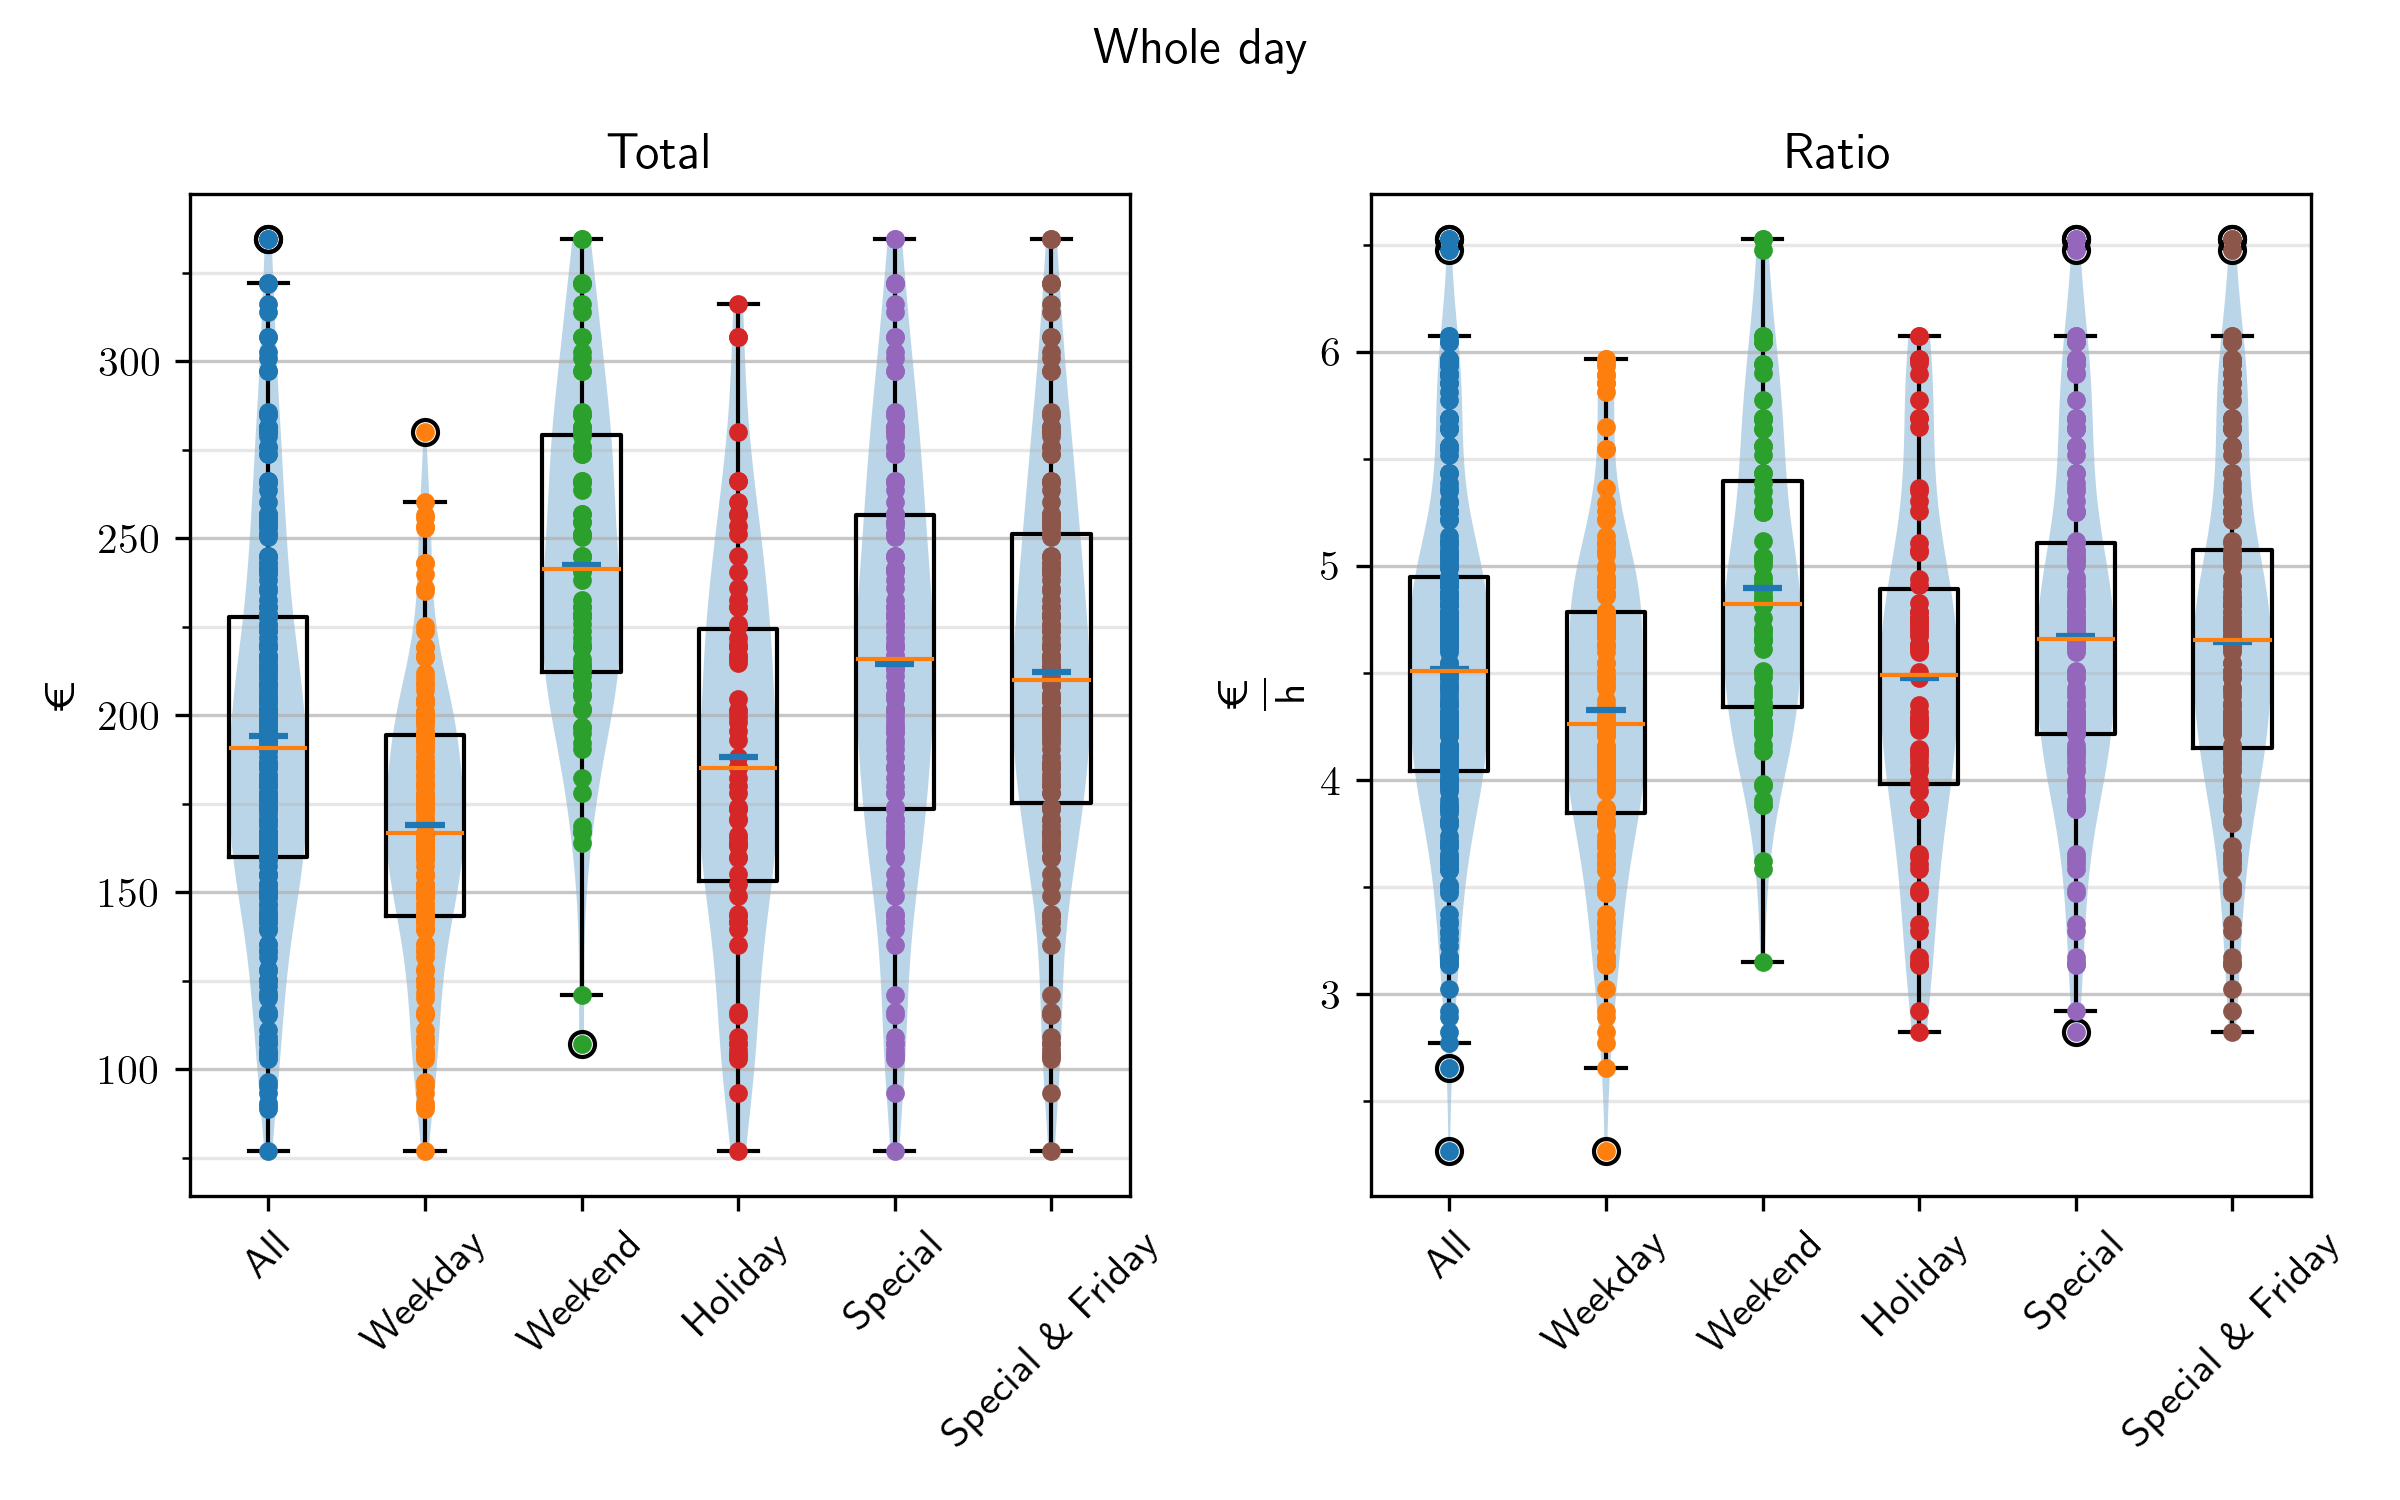 Whole day
Total
€
300
250
200
150
100
All
Weekday
Weekend
Holiday
Special
Special & Friday
Ratio
€
h
6
5
4
3
All
Weekday
Weekend
Holiday
Special
Special & Friday